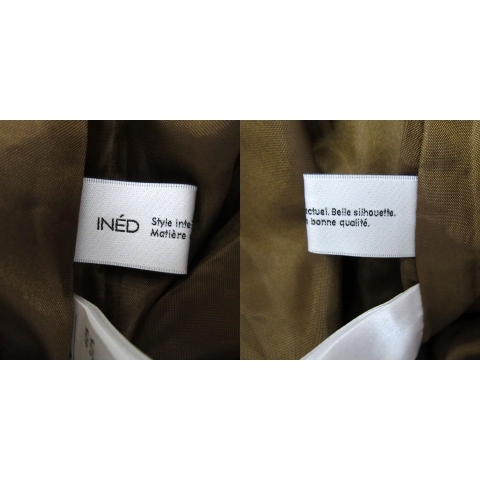 INÉD
Style inte
Matière
ctuel. Belle silhouette.
bonne qualité.